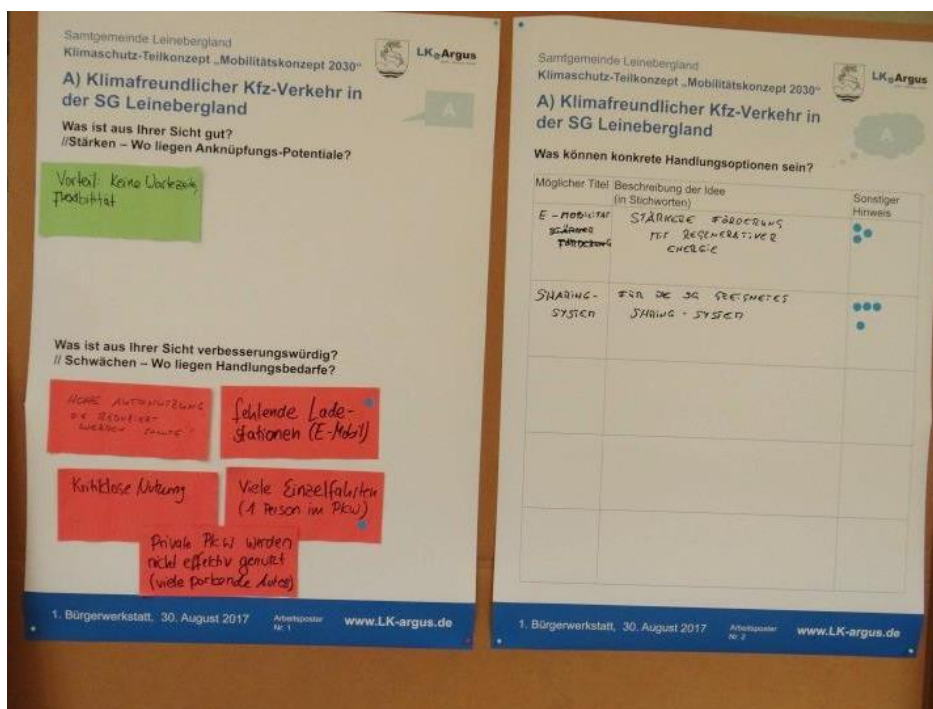 Samtgemeinde Leinebergland
Klimaschutz-Teilkonzept „Mobilitätskonzept 2030“
LK Argus
A) Klimafreundlicher Kfz-Verkehr in
der SG Leinebergland
A
Was ist aus Ihrer Sicht gut?
//Stärken – Wo liegen Anknüpfungs-Potentiale?
Vorteil: Keine Wartezeit,
Flexibilität
Was ist aus Ihrer Sicht verbesserungswürdig?
// Schwächen – Wo liegen Handlungsbedarfe?
HOHE AUTONUTZUNG
DIE REDUZIERT
WERDEN SOLLTE!
fehlende Lade-
stationen (E-Mobil)
Kritiklose Nutzung
Viele Einzelfahrten
(1 Person im Pkw)
Private Pkw werden
nicht effektiv genutzt
(viele parkende Autos)
1. Bürgerwerkstatt, 30. August 2017
Arbeitsposter
Nr. 1
www.LK-argus.de
Samtgemeinde Leinebergland
Klimaschutz-Teilkonzept „Mobilitätskonzept 2030“
LK Argus
A) Klimafreundlicher Kfz-Verkehr in
der SG Leinebergland
A
Was können konkrete Handlungsoptionen sein?
Möglicher Titel
Beschreibung der Idee
(in Stichworten)
Sonstiger
Hinweis
E-MOBILITÄT
STÄRKERE FÖRDERUNG
MIT REGENERATIVER
ENERGIE
SHARING-
SYSTEM
FÜR DIE SG GEEIGNETES
SHRING-SYSTEM
1. Bürgerwerkstatt, 30. August 2017
Arbeitsposter
Nr. 2
www.LK-argus.de